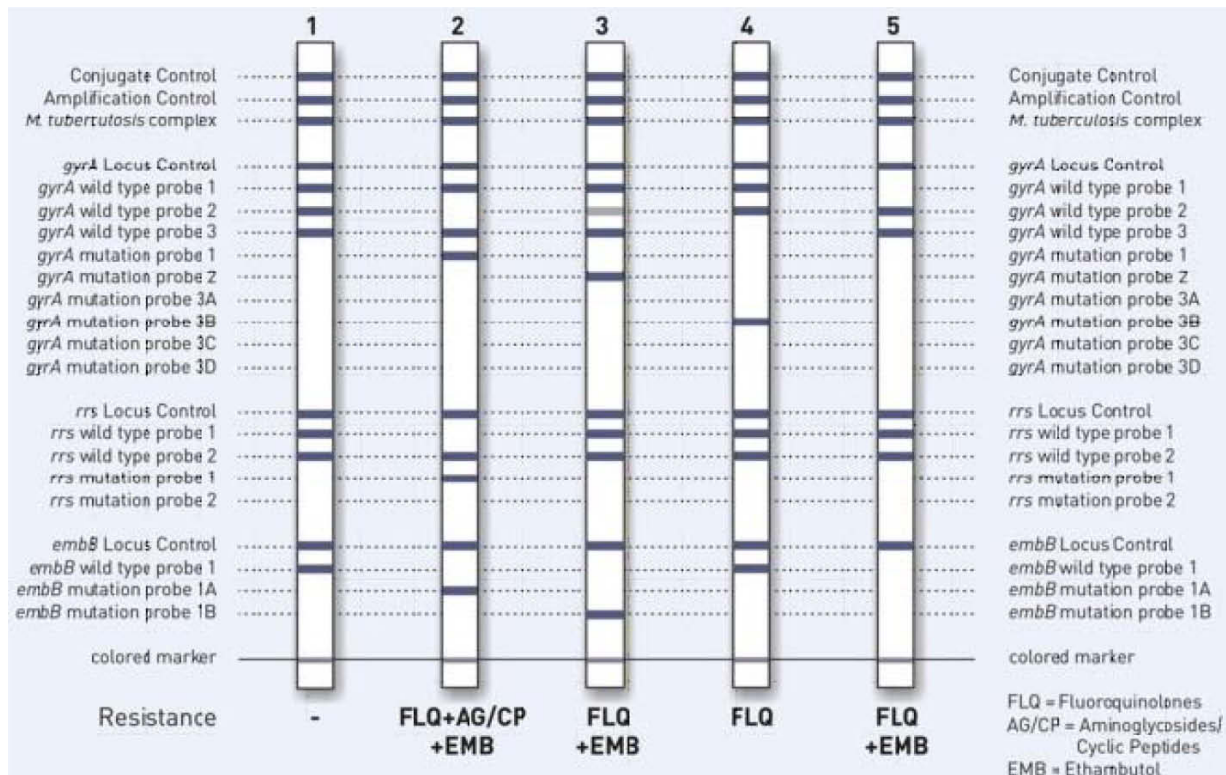 1 2 3 4 5
Conjugate Control
Amplification Control
M. tuberculosis complex
gyrA Locus Control
gyrA wild type probe 1
gyrA wild type probe 2
gyrA wild type probe 3
gyrA mutation probe 1
gyrA mutation probe 2
gyrA mutation probe 3A
gyrA mutation probe 3B
gyrA mutation probe 3C
gyrA mutation probe 3D
rrs Locus Control
rrs wild type probe 1
rrs wild type probe 2
rrs mutation probe 1
rrs mutation probe 2
embB Locus Control
embB wild type probe 1
embB mutation probe 1A
embB mutation probe 1B
colored marker
Conjugate Control
Amplification Control
M. tuberculosis complex
gyrA Locus Control
gyrA wild type probe 1
gyrA wild type probe 2
gyrA wild type probe 3
gyrA mutation probe 1
gyrA mutation probe 2
gyrA mutation probe 3A
gyrA mutation probe 3B
gyrA mutation probe 3C
gyrA mutation probe 3D
rrs Locus Control
rrs wild type probe 1
rrs wild type probe 2
rrs mutation probe 1
rrs mutation probe 2
embB Locus Control
embB wild type probe 1
embB mutation probe 1A
embB mutation probe 1B
colored marker
Resistance - FLQ+AG/CP FLQ FLQ FLQ
+EMB +EMB +EMB
FLQ = Fluoroquinolones
AG/CP = Aminoglycosides/
Cyclic Peptides
EMB = Ethambutol